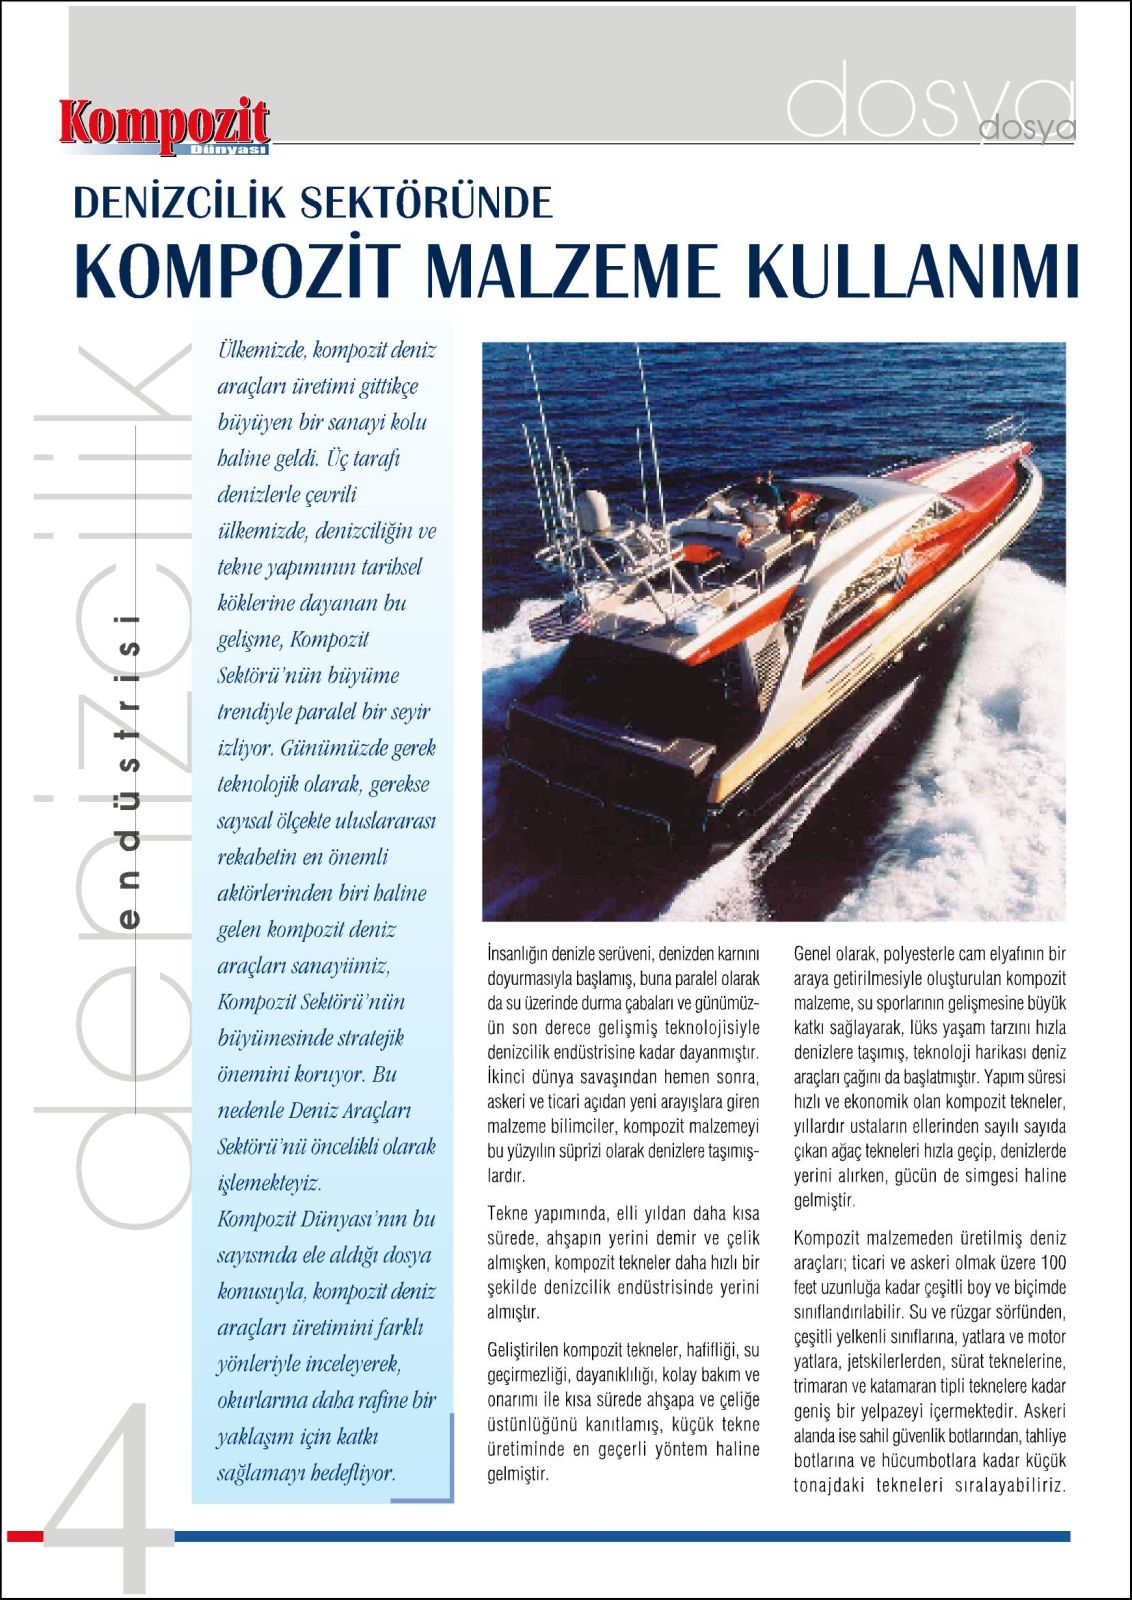 dosya
dosya
Kompozit
Dünyası
DENİZCİLİK SEKTÖRÜNDE
KOMPOZİT MALZEME KULLANIMI
denizcilik
endüstrisi
Ülkemizde, kompozit deniz
araçları üretimi gittikçe
büyüyen bir sanayi kolu
haline geldi. Üç tarafı
denizlerle çevrili
ülkemizde, denizciliğin ve
tekne yapımının tarihsel
köklerine dayanan bu
gelişme, Kompozit
Sektörü'nün büyüme
trendiyle paralel bir seyir
izliyor. Günümüzde gerek
teknolojik olarak, gerekse
sayısal ölçekte uluslararası
rekabetin en önemli
aktörlerinden biri haline
gelen kompozit deniz
araçları sanayiimiz,
Kompozit Sektörü'nün
büyümesinde stratejik
önemini koruyor. Bu
nedenle Deniz Araçları
Sektörü'nü öncelikli olarak
işlemekteyiz.
Kompozit Dünyası'nın bu
sayısında ele aldığı dosya
konusuyla, kompozit deniz
araçları üretimini farklı
yönleriyle inceleyerek,
okurlarına daha rafine bir
yaklaşım için katkı
sağlamayı hedefliyor.
İnsanlığın denizle serüveni, denizden karnını
doyurmasıyla başlamış, buna paralel olarak
da su üzerinde durma çabaları ve günümüz-
ün son derece gelişmiş teknolojisiyle
denizcilik endüstrisine kadar dayanmıştır.
İkinci dünya savaşından hemen sonra,
askeri ve ticari açıdan yeni arayışlara giren
malzeme bilimciler, kompozit malzemeyi
bu yüzyılın süprizi olarak denizlere taşımış-
lardır.
Tekne yapımında, elli yıldan daha kısa
sürede, ahşapın yerini demir ve çelik
almışken, kompozit tekneler daha hızlı bir
şekilde denizcilik endüstrisinde yerini
almıştır.
Geliştirilen kompozit tekneler, hafifliği, su
geçirmezliği, dayanıklılığı, kolay bakım ve
onarımı ile kısa sürede ahşapa ve çeliğe
üstünlüğünü kanıtlamış, küçük tekne
üretiminde en geçerli yöntem haline
gelmiştir.
Genel olarak, polyesterle cam elyafının bir
araya getirilmesiyle oluşturulan kompozit
malzeme, su sporlarının gelişmesine büyük
katkı sağlayarak, lüks yaşam tarzını hızla
denizlere taşımış, teknoloji harikası deniz
araçları çağını da başlatmıştır. Yapım süresi
hızlı ve ekonomik olan kompozit tekneler,
yıllardır ustaların ellerinden sayılı sayıda
çıkan ağaç tekneleri hızla geçip, denizlerde
yerini alırken, gücün de simgesi haline
gelmiştir.
Kompozit malzemeden üretilmiş deniz
araçları; ticari ve askeri olmak üzere 100
feet uzunluğa kadar çeşitli boy ve biçimde
sınıflandırılabilir. Su ve rüzgar sörfünden,
çeşitli yelkenli sınıflarına, yatlara ve motor
yatlara, jetskilerlerden, sürat teknelerine,
trimaran ve katamaran tipli teknelere kadar
geniş bir yelpazeyi içermektedir. Askeri
alanda ise sahil güvenlik botlarından, tahliye
botlarına ve hücumbotlara kadar küçük
tonajdaki tekneleri sıralayabiliriz.
4